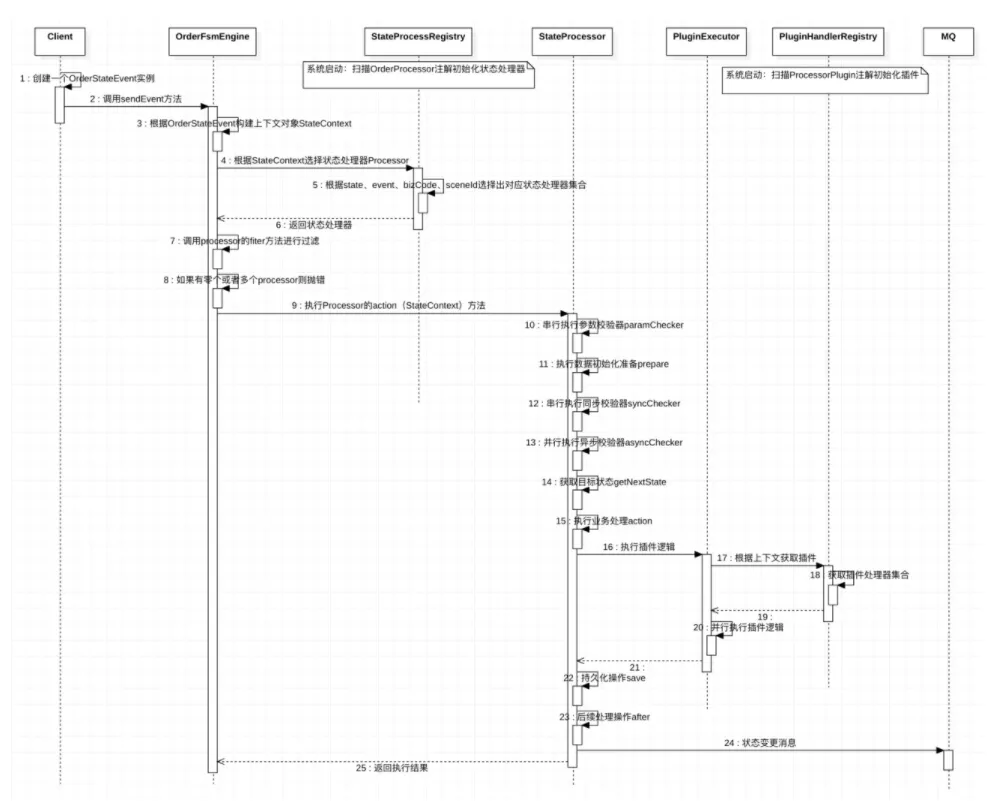 Client
OrderFsmEngine
StateProcessRegistry
StateProcessor
PluginExecutor
PluginHandlerRegistry
MQ
系统启动：扫描OrderProcessor注解初始化状态处理器
系统启动：扫描ProcessorPlugin注解初始化插件
1 : 创建一个OrderStateEvent实例
2 : 调用sendEvent方法
3 : 根据OrderStateEvent构建上下文对象StateContext
4 : 根据StateContext选择状态处理器Processor
5 : 根据state、event、bizCode、sceneId选择出对应状态处理器集合
6 : 返回状态处理器
7 : 调用processor的fiter方法进行过滤
8 : 如果有零个或者多个processor则抛错
9 : 执行Processor的action（StateContext）方法
10 : 串行执行参数校验器paramChecker
11 : 执行数据初始化准备prepare
12 : 串行执行同步校验器syncChecker
13 : 并行执行异步校验器asyncChecker
14 : 获取目标状态getNextState
15 : 执行业务处理action
16 : 执行插件逻辑
17 : 根据上下文获取插件
18 : 获取插件处理器集合
19 :
20 : 并行执行插件逻辑
21 :
22 : 持久化操作save
23 : 后续处理操作after
24 : 状态变更消息
25 : 返回执行结果